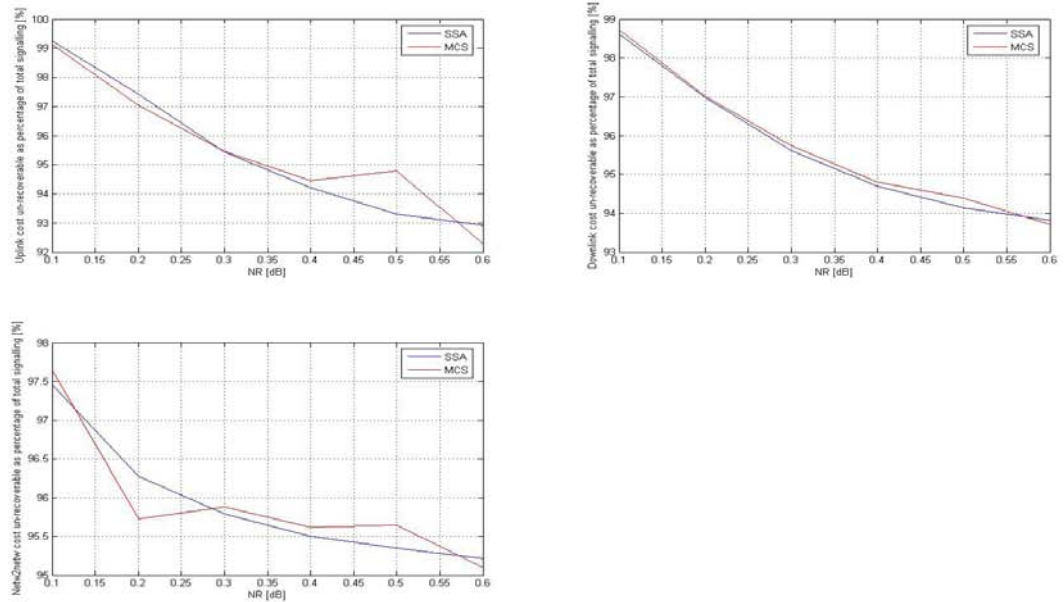 Uplink cost un-recoverable as percentage of total signalling [%]
100
99
98
97
96
95
94
93
92
0.1 0.15 0.2 0.25 0.3 0.35 0.4 0.45 0.5 0.55 0.6
NR [dB]
SSA
MCS
Downlink cost un-recoverable as percentage of total signalling [%]
99
98
97
96
95
94
93
0.1 0.15 0.2 0.25 0.3 0.35 0.4 0.45 0.5 0.55 0.6
NR [dB]
SSA
MCS
Netw2netw cost un-recoverable as percentage of total signalling [%]
98
97.5
97
96.5
96
95.5
95
0.1 0.15 0.2 0.25 0.3 0.35 0.4 0.45 0.5 0.55 0.6
NR [dB]
SSA
MCS